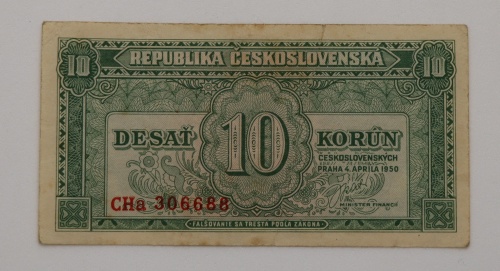 10 REPUBLIKA ČESKOSLOVENSKÁ 10
DESAŤ 10 KORÚN
ČESKOSLOVENSKÝCH
PRAHA 4. APRÍLA 1950
MINISTER FINANCIÍ
CHa 306688
FALŠOVANIE SA TRESTÁ PODĽA ZÁKONA